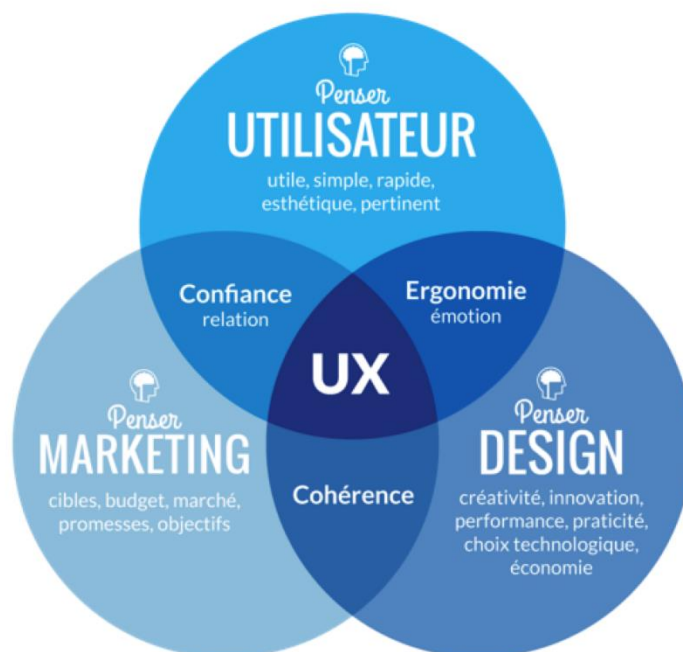 Penser
UTILISATEUR
utile, simple, rapide,
esthétique, pertinent
Confiance
relation
Ergonomie
émotion
UX
Penser
MARKETING
cibles, budget, marché,
promesses, objectifs
Cohérence
Penser
DESIGN
créativité, innovation,
performance, praticité,
choix technologique,
économie